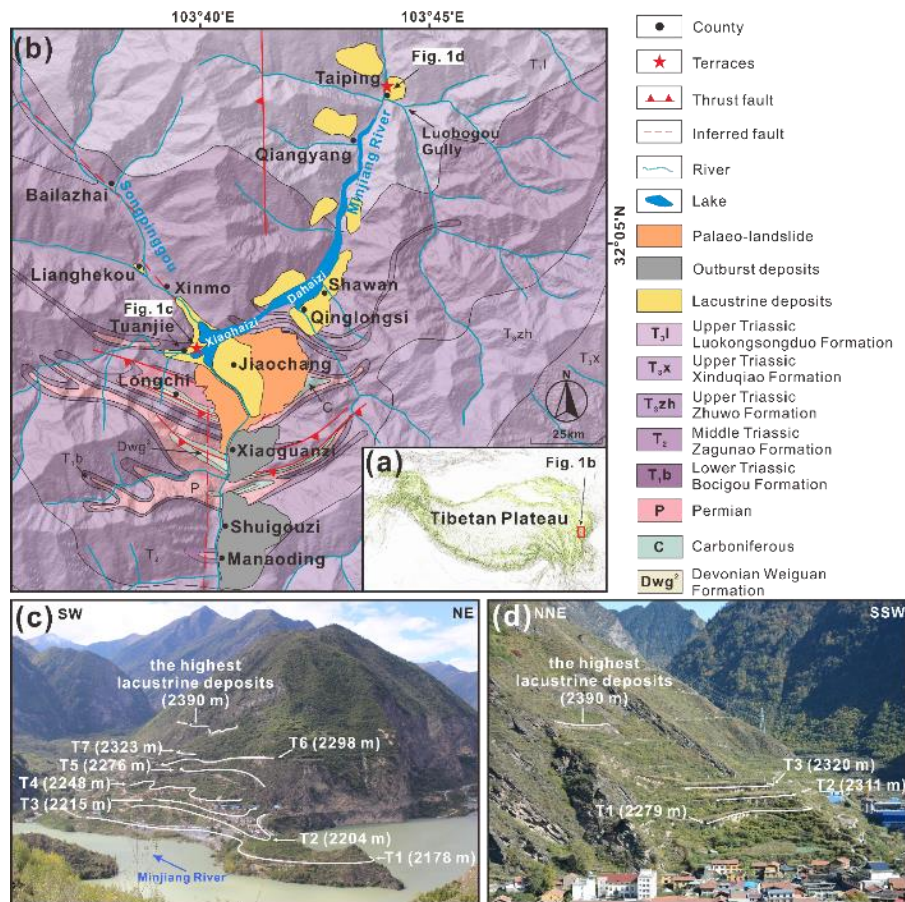 103°40'E
103°45'E
(b)
Fig. 1d
Taiping
T₃l
Luobogou
Gully
Qiangyang
Minjiang River
Bailazhai
Songpinggou
32°05'N
Lianghekou
Xinmo
Dahaizi
Shawan
Fig. 1c
Qinglongsi
Tuanjie
Xiaohaizi
T₃zh
T₃x
Jiaochang
Longchi
C
N
25km
Dwg²
Xiaoguanzi
T₁b
P
(a)
Fig. 1b
Tibetan Plateau
Shuigouzi
T₂
Manaoding
County
Terraces
Thrust fault
Inferred fault
River
Lake
Palaeo-landslide
Outburst deposits
Lacustrine deposits
T₃l Upper Triassic
Luokongsongduo Formation
T₃x Upper Triassic
Xinduqiao Formation
T₃zh Upper Triassic
Zhuwo Formation
T₂ Middle Triassic
Zagunao Formation
T₁b Lower Triassic
Bocigou Formation
P Permian
C Carboniferous
Dwg² Devonian Weiguan
Formation
(c) SW
NE
the highest
lacustrine deposits
(2390 m)
T7 (2323 m)
T6 (2298 m)
T5 (2276 m)
T4 (2248 m)
T3 (2215 m)
T2 (2204 m)
T1 (2178 m)
Minjiang River
(d) NNE
SSW
the highest
lacustrine deposits
(2390 m)
T3 (2320 m)
T2 (2311 m)
T1 (2279 m)